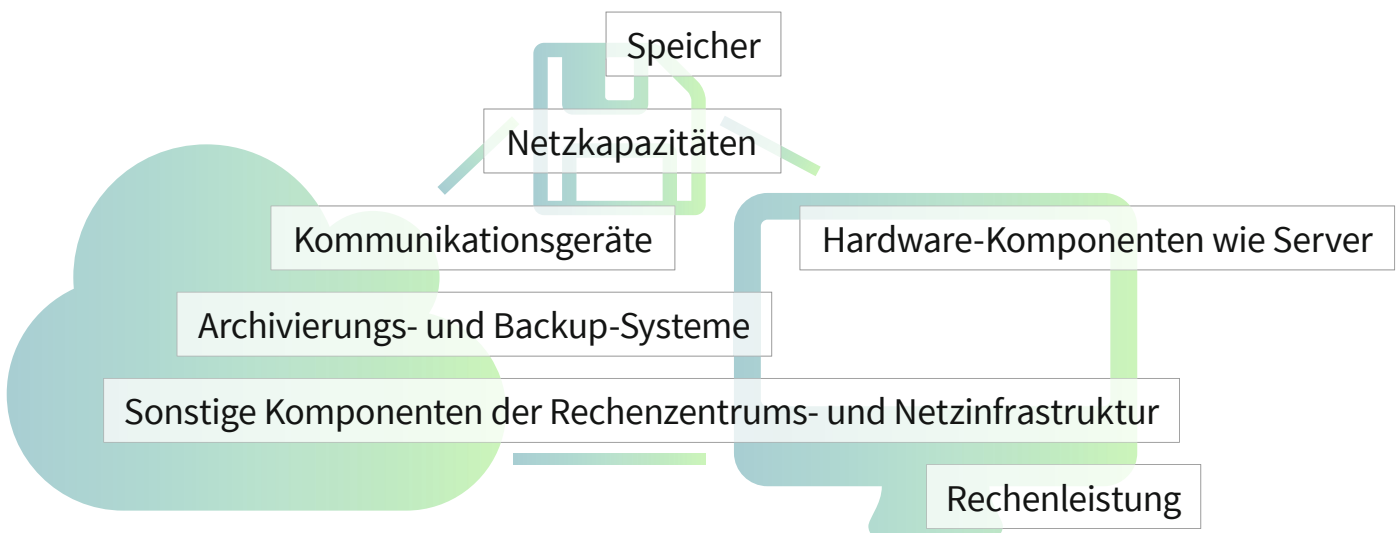 Speicher
Netzkapazitäten
Kommunikationsgeräte
Hardware-Komponenten wie Server
Archivierungs- und Backup-Systeme
Sonstige Komponenten der Rechenzentrums- und Netzinfrastruktur
Rechenleistung